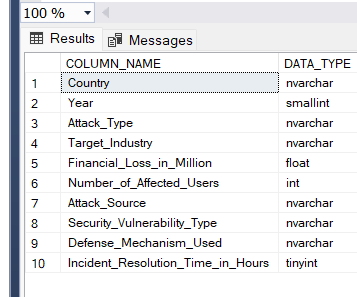 100 %
Results Messages
COLUMN_NAME DATA_TYPE
1 Country nvarchar
2 Year smallint
3 Attack_Type nvarchar
4 Target_Industry nvarchar
5 Financial_Loss_in_Million float
6 Number_of_Affected_Users int
7 Attack_Source nvarchar
8 Security_Vulnerability_Type nvarchar
9 Defense_Mechanism_Used nvarchar
10 Incident_Resolution_Time_in_Hours tinyint